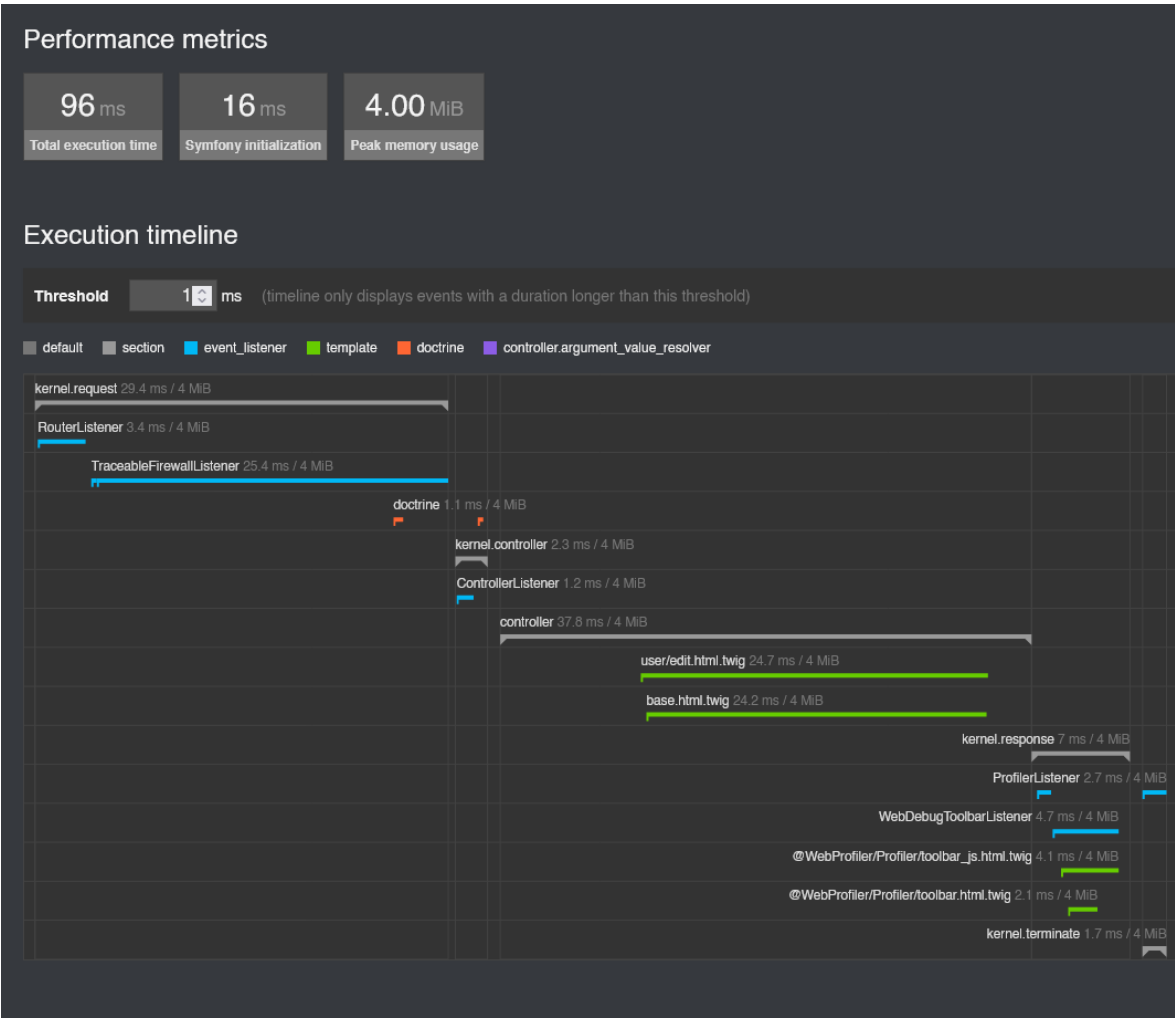 Performance metrics
96 ms
Total execution time
16 ms
Symfony initialization
4.00 MiB
Peak memory usage
Execution timeline
Threshold 1 ms (timeline only displays events with a duration longer than this threshold)
default section event_listener template doctrine controller.argument_value_resolver
kernel.request 29.4 ms / 4 MiB
RouterListener 3.4 ms / 4 MiB
TraceableFirewallListener 25.4 ms / 4 MiB
doctrine 1.1 ms / 4 MiB
kernel.controller 2.3 ms / 4 MiB
ControllerListener 1.2 ms / 4 MiB
controller 37.8 ms / 4 MiB
user/edit.html.twig 24.7 ms / 4 MiB
base.html.twig 24.2 ms / 4 MiB
kernel.response 7 ms / 4 MiB
ProfilerListener 2.7 ms / 4 MiB
WebDebugToolbarListener 4.7 ms / 4 MiB
@WebProfiler/Profiler/toolbar_js.html.twig 4.1 ms / 4 MiB
@WebProfiler/Profiler/toolbar.html.twig 2.1 ms / 4 MiB
kernel.terminate 1.7 ms / 4 MiB